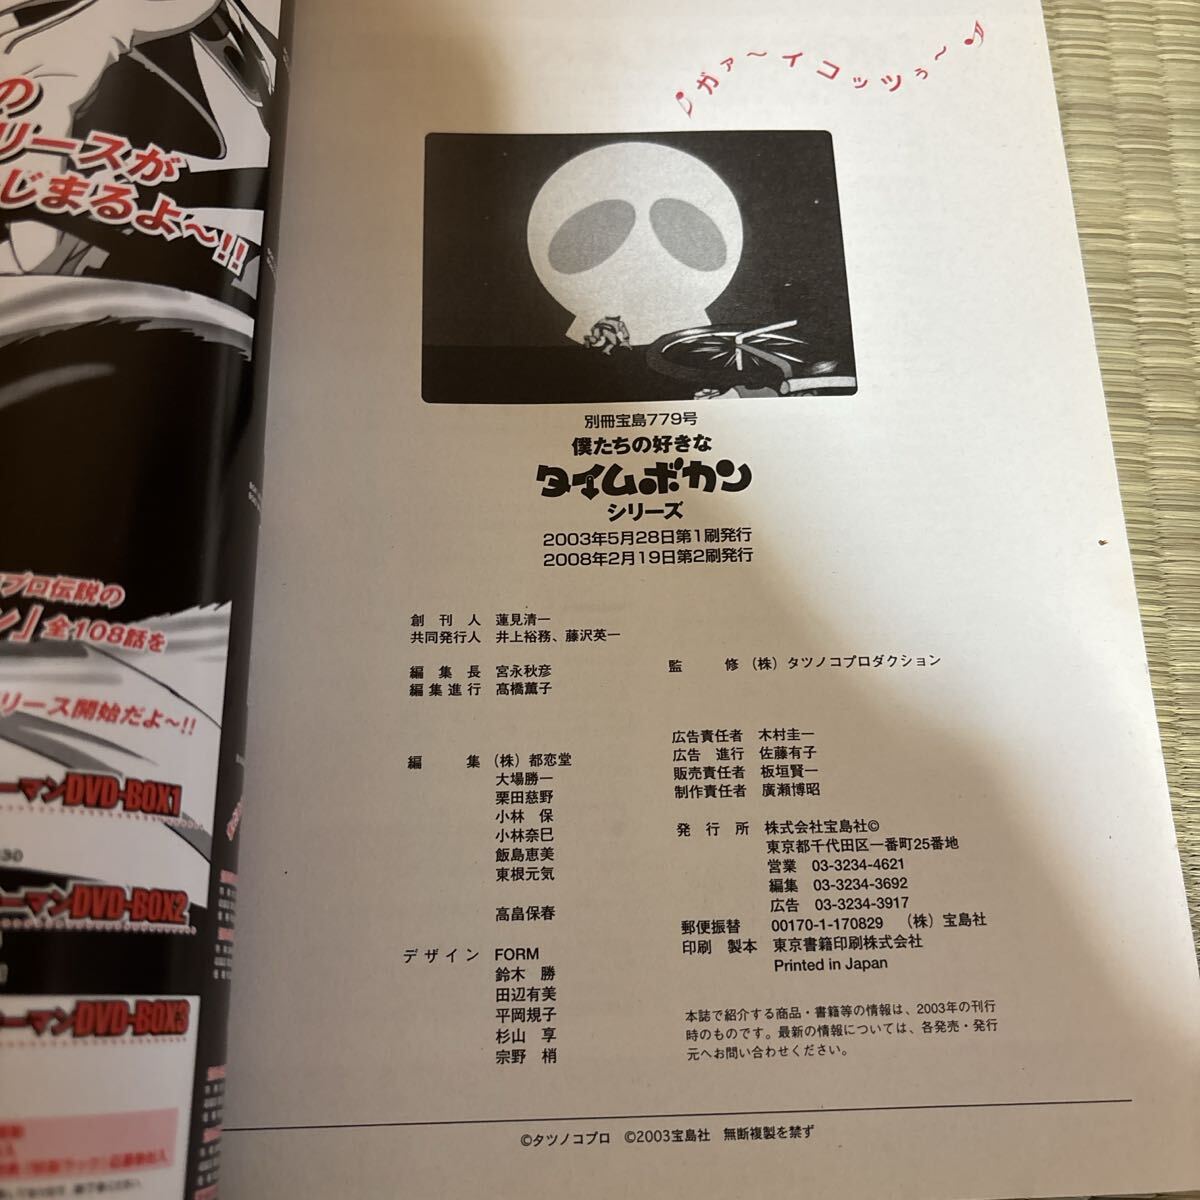 の
リースが
じまるよ〜!!
プロ伝説の
ン」全108話を
リース開始だよ〜!!
ーマンDVD-BOX1
ーマンDVD-BOX2
ーマンDVD-BOX3
♪ガァ〜イコッツぅ〜♪
別冊宝島779号
僕たちの好きな
タイムボカン
シリーズ
2003年5月28日第1刷発行
2008年2月19日第2刷発行
創刊人 蓮見清一
共同発行人 井上裕務、藤沢英一
編集長 宮永秋彦
編集進行 髙橋薫子
監修 (株)タツノコプロダクション
編集 (株)都恋堂
大場勝一
栗田慈野
小林 保
小林奈巳
飯島恵美
東根元気
高畠保春
デザイン FORM
鈴木 勝
田辺有美
平岡規子
杉山 享
宗野 梢
広告責任者 木村圭一
広告 進行 佐藤有子
販売責任者 板垣賢一
制作責任者 廣瀬博昭
発行所 株式会社宝島社©
東京都千代田区一番町25番地
営業 03-3234-4621
編集 03-3234-3692
広告 03-3234-3917
郵便振替 00170-1-170829 (株)宝島社
印刷 製本 東京書籍印刷株式会社
Printed in Japan
本誌で紹介する商品・書籍等の情報は、2003年の刊行
時のものです。最新の情報については、各発売・発行
元へお問い合わせください。
©タツノコプロ ©2003宝島社 無断複製を禁ず